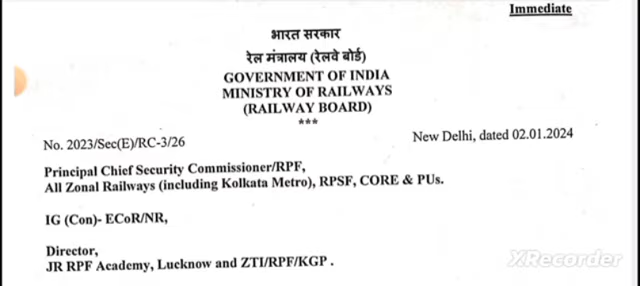 Immediate
भारत सरकार
रेल मंत्रालय (रेलवे बोर्ड)
GOVERNMENT OF INDIA
MINISTRY OF RAILWAYS
(RAILWAY BOARD)
***
No. 2023/Sec(E)/RC-3/26
New Delhi, dated 02.01.2024
Principal Chief Security Commissioner/RPF,
All Zonal Railways (including Kolkata Metro), RPSF, CORE & PUs.
IG (Con)- ECoR/NR,
Director,
JR RPF Academy, Lucknow and ZTI/RPF/KGP .
XRecorder